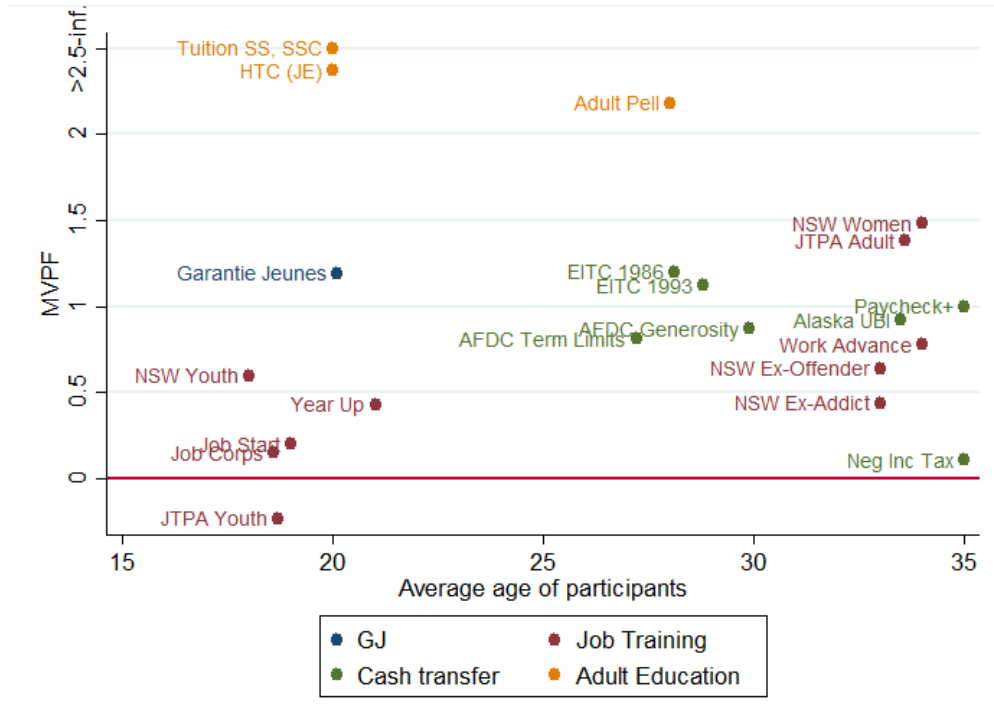 >2.5-inf.
2
1.5
1
0.5
0
MVPF
Tuition SS, SSC
HTC (JE)
Adult Pell
NSW Women
JTPA Adult
Garantie Jeunes
EITC 1986
EITC 1993
Paycheck+
Alaska UBI
AFDC Generosity
AFDC Term Limits
Work Advance
NSW Ex-Offender
NSW Youth
Year Up
NSW Ex-Addict
Job Start
Job Corps
Neg Inc Tax
JTPA Youth
15 20 25 30 35
Average age of participants
GJ Job Training
Cash transfer Adult Education